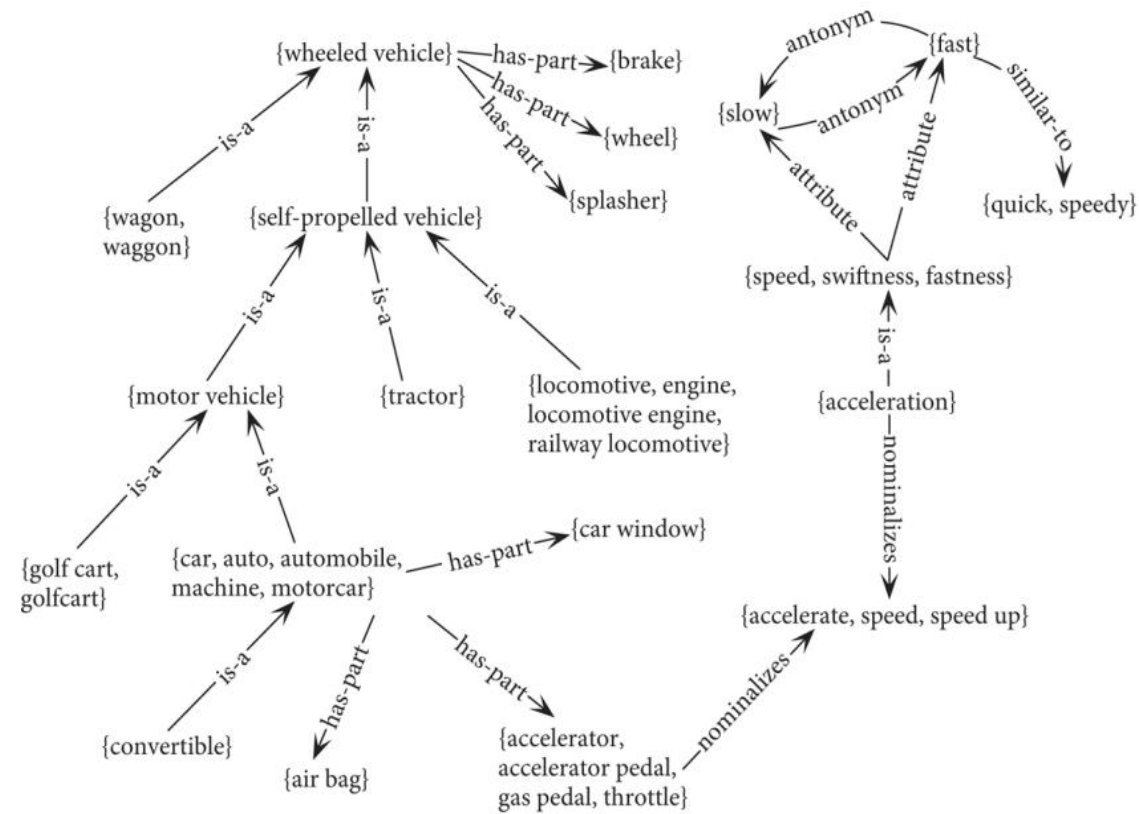 {wheeled vehicle}
has-part
{brake}
has-part
{wheel}
has-part
{splasher}
is-a
is-a
{wagon,
waggon}
{self-propelled vehicle}
is-a
is-a
is-a
{motor vehicle}
{tractor}
{locomotive, engine,
locomotive engine,
railway locomotive}
is-a
is-a
{golf cart,
golfcart}
{car, auto, automobile,
machine, motorcar}
has-part
{car window}
is-a
has-part
has-part
{convertible}
{air bag}
{accelerator,
accelerator pedal,
gas pedal, throttle}
nominalizes
antonym
{fast}
{slow}
antonym
similar-to
attribute
attribute
{quick, speedy}
{speed, swiftness, fastness}
is-a
{acceleration}
nominalizes
{accelerate, speed, speed up}